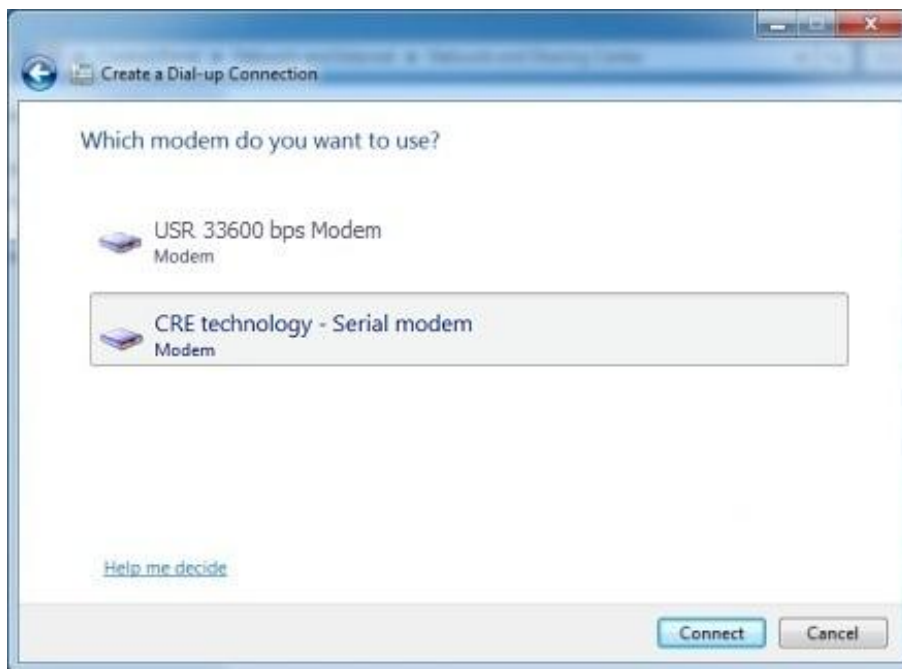 Create a Dial-up Connection
Which modem do you want to use?
USR 33600 bps Modem
Modem
CRE technology - Serial modem
Modem
Help me decide
Connect
Cancel